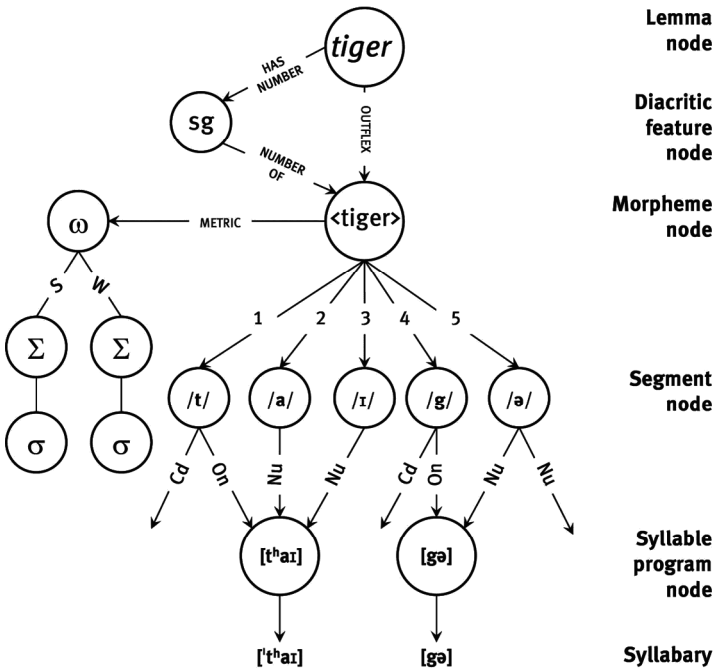 tiger
Lemma
node
HAS
NUMBER
sg
OUTFLEX
Diacritic
feature
node
NUMBER
OF
ω
METRIC
<tiger>
Morpheme
node
S
W
1
2
3
4
5
Σ
Σ
/t/
/a/
/ɪ/
/g/
/ə/
Segment
node
σ
σ
Cd
On
Nu
Nu
Cd
On
Nu
Nu
[tʰaɪ]
[gə]
Syllable
program
node
[ˈtʰaɪ]
[gə]
Syllabary